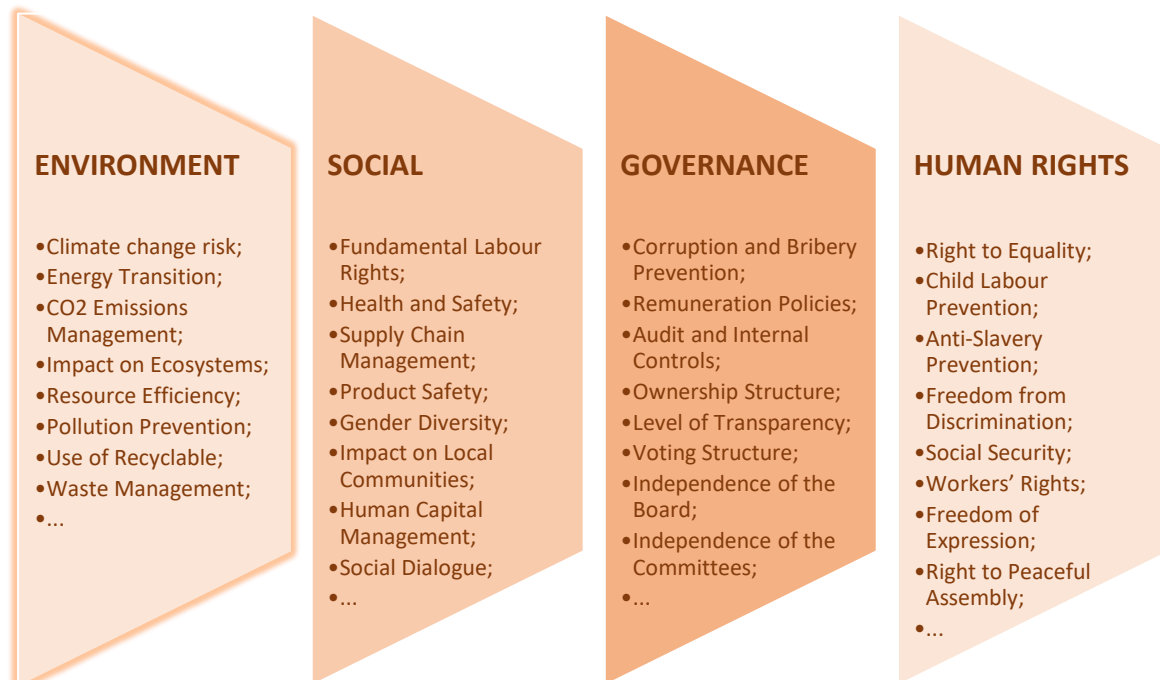 ENVIRONMENT
•Climate change risk;
•Energy Transition;
•CO2 Emissions
Management;
•Impact on Ecosystems;
•Resource Efficiency;
•Pollution Prevention;
•Use of Recyclable;
•Waste Management;
•...
SOCIAL
•Fundamental Labour
Rights;
•Health and Safety;
•Supply Chain
Management;
•Product Safety;
•Gender Diversity;
•Impact on Local
Communities;
•Human Capital
Management;
•Social Dialogue;
•...
GOVERNANCE
•Corruption and Bribery
Prevention;
•Remuneration Policies;
•Audit and Internal
Controls;
•Ownership Structure;
•Level of Transparency;
•Voting Structure;
•Independence of the
Board;
•Independence of the
Committees;
•...
HUMAN RIGHTS
•Right to Equality;
•Child Labour
Prevention;
•Anti-Slavery
Prevention;
•Freedom from
Discrimination;
•Social Security;
•Workers’ Rights;
•Freedom of
Expression;
•Right to Peaceful
Assembly;
•...